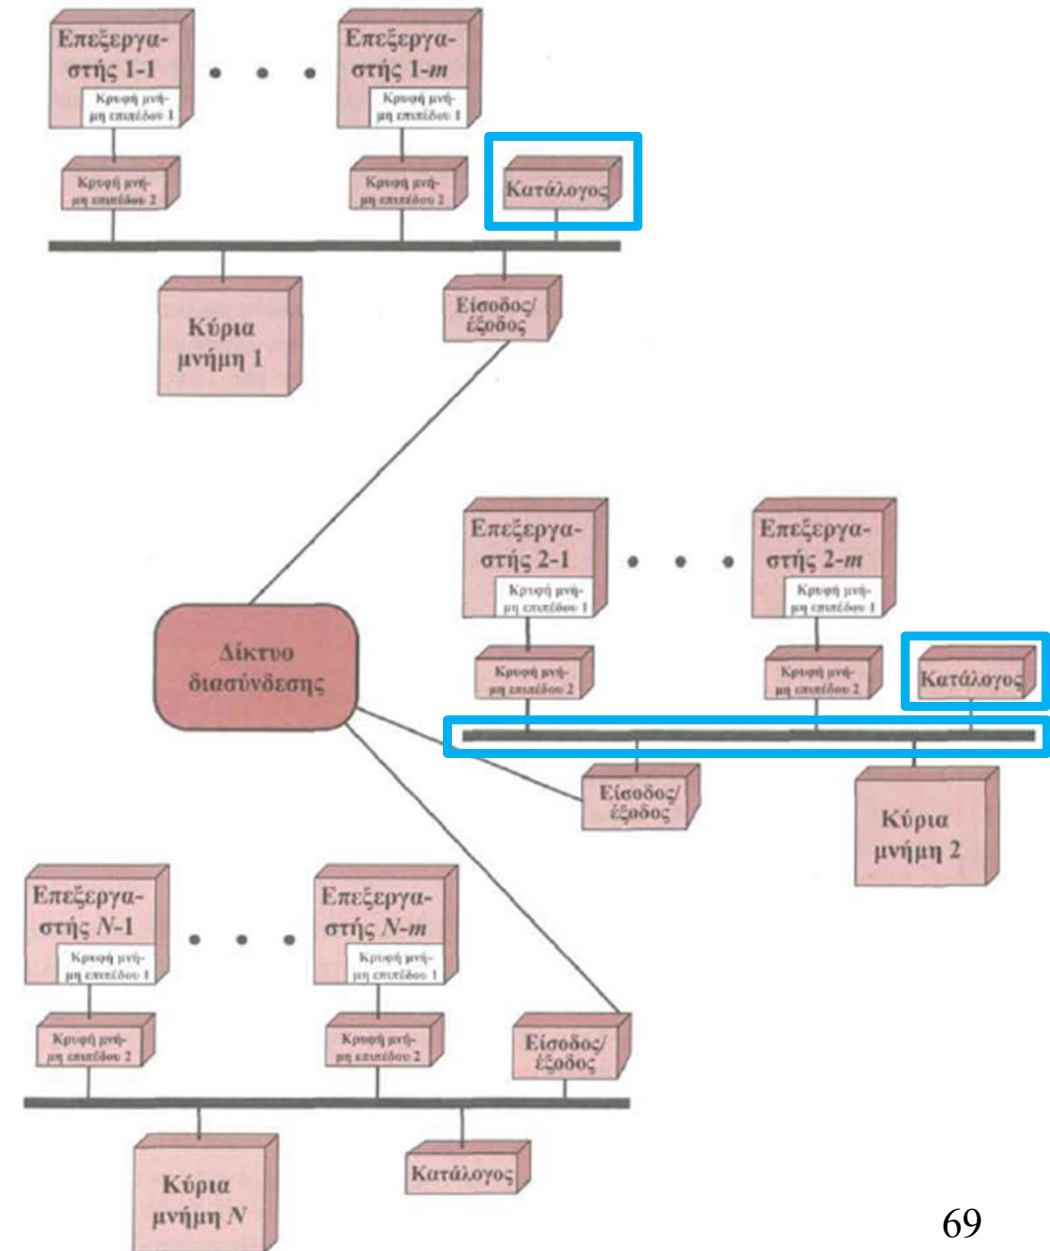 Επεξεργα-
στής 1-1
Κρυφή μνή-
μη επιπέδου 1
Επεξεργα-
στής 1-m
Κρυφή μνή-
μη επιπέδου 1
Κρυφή μνή-
μη επιπέδου 2
Κρυφή μνή-
μη επιπέδου 2
Κατάλογος
Κύρια
μνήμη 1
Είσοδος/
έξοδος
Επεξεργα-
στής 2-1
Κρυφή μνή-
μη επιπέδου 1
Επεξεργα-
στής 2-m
Κρυφή μνή-
μη επιπέδου 1
Δίκτυο
διασύνδεσης
Κρυφή μνή-
μη επιπέδου 2
Κρυφή μνή-
μη επιπέδου 2
Κατάλογος
Είσοδος/
έξοδος
Κύρια
μνήμη 2
Επεξεργα-
στής N-1
Κρυφή μνή-
μη επιπέδου 1
Επεξεργα-
στής N-m
Κρυφή μνή-
μη επιπέδου 1
Κρυφή μνή-
μη επιπέδου 2
Κρυφή μνή-
μη επιπέδου 2
Είσοδος/
έξοδος
Κύρια
μνήμη N
Κατάλογος
69